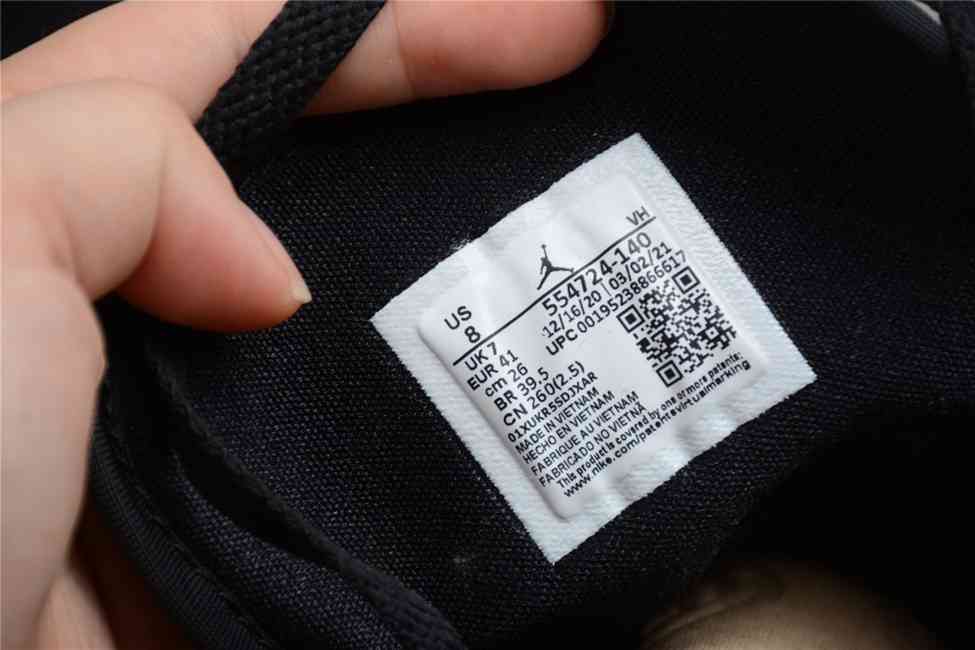 VH
US
8
554724-140
12/16/20 03/02/21
UPC 00195238866617
UK 7
EUR 41
cm 26
BR 39.5
CN 260(2.5)
01XUKR5SDJXAR
MADE IN VIETNAM
HECHO EN VIETNAM
FABRIQUE AU VIETNAM
FABRICADO NO VIETNÃ
This product is covered by one or more patents:
www.nike.com/patentsvirtualmarking